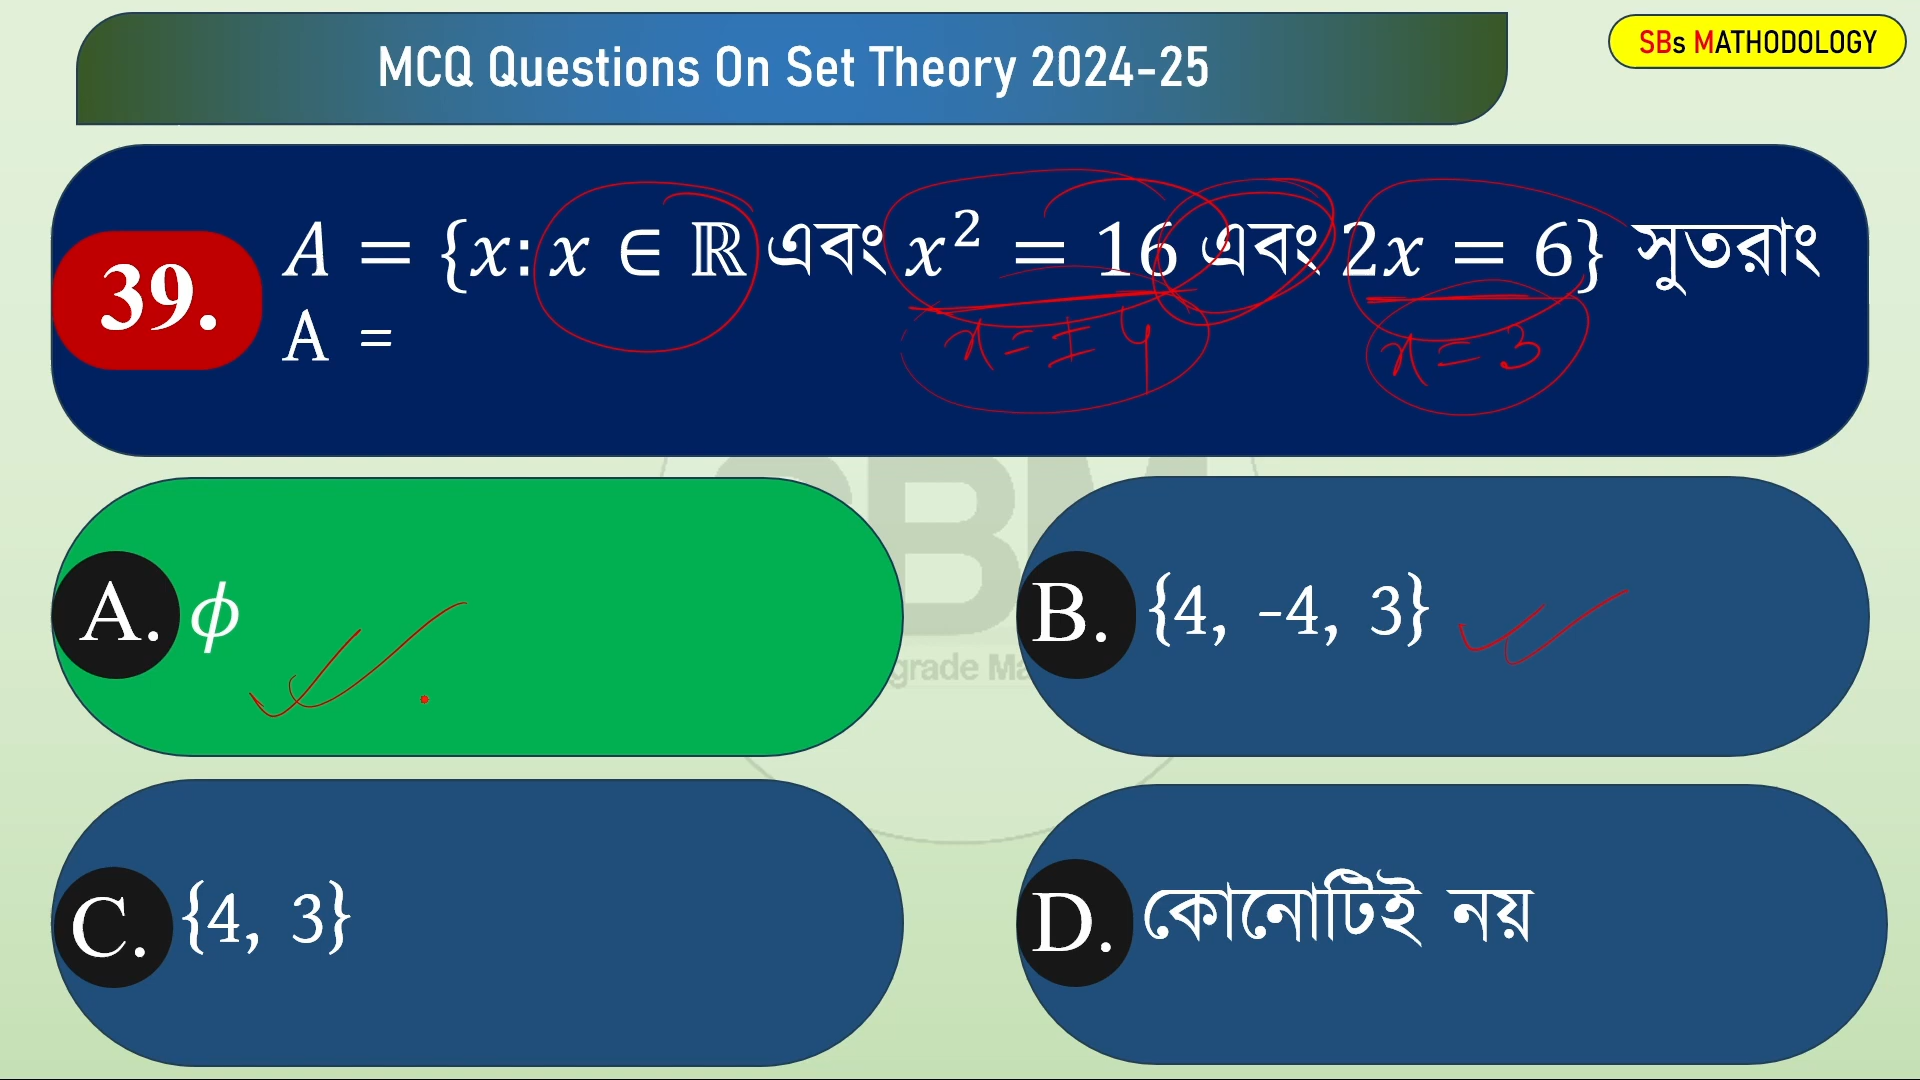 MCQ Questions On Set Theory 2024-25
SBs MATHODOLOGY
39.
A = {x: x ∈ ℝ এবং x² = 16 এবং 2x = 6} সুতরাং
A =
x = ± 4
x = 3
A. ϕ
B. {4, -4, 3}
C. {4, 3}
D. কোনোটিই নয়